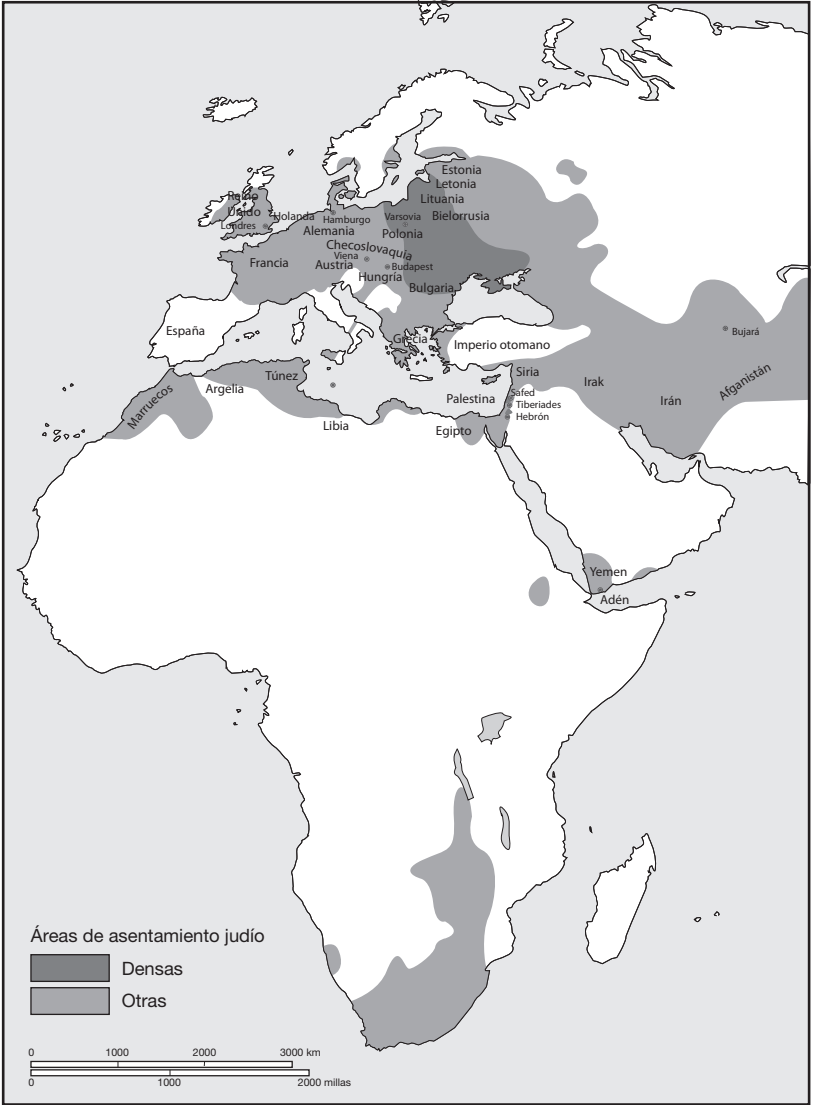 Estonia
Letonia
Lituania
Bielorrusia
Reino
Unido
Londres
Holanda
Hamburgo
Alemania
Varsovia
Polonia
Checoslovaquia
Viena
Austria
Budapest
Hungría
Francia
Bulgaria
España
Grecia
Imperio otomano
Bujará
Marruecos
Argelia
Túnez
Libia
Egipto
Palestina
Siria
Safed
Tiberiades
Hebrón
Irak
Irán
Afganistán
Yemen
Adén
Áreas de asentamiento judío
Densas
Otras
0 1000 2000 3000 km
0 1000 2000 millas